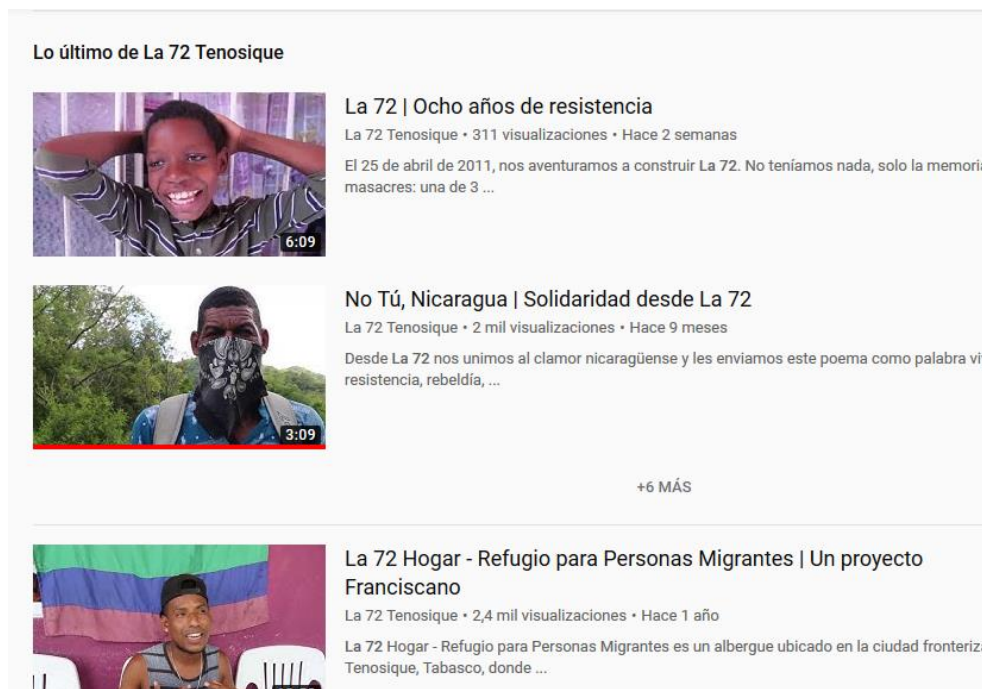 Lo último de La 72 Tenosique
La 72 | Ocho años de resistencia
La 72 Tenosique • 311 visualizaciones • Hace 2 semanas
El 25 de abril de 2011, nos aventuramos a construir La 72. No teníamos nada, solo la memoria
masacres: una de 3 ...
6:09
No Tú, Nicaragua | Solidaridad desde La 72
La 72 Tenosique • 2 mil visualizaciones • Hace 9 meses
Desde La 72 nos unimos al clamor nicaragüense y les enviamos este poema como palabra vi
resistencia, rebeldía, ...
3:09
+6 MÁS
La 72 Hogar - Refugio para Personas Migrantes | Un proyecto
Franciscano
La 72 Tenosique • 2,4 mil visualizaciones • Hace 1 año
La 72 Hogar - Refugio para Personas Migrantes es un albergue ubicado en la ciudad fronteriza
Tenosique, Tabasco, donde ...